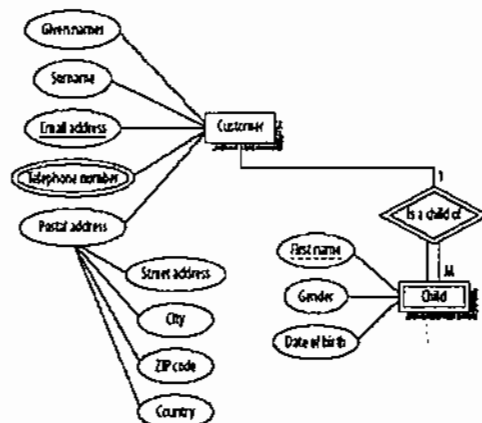 Given names
Surname
Email address
Customer
Telephone number
1
Postal address
Is a child of
Street address
First name
M
City
Gender
Child
ZIP code
Date of birth
Country